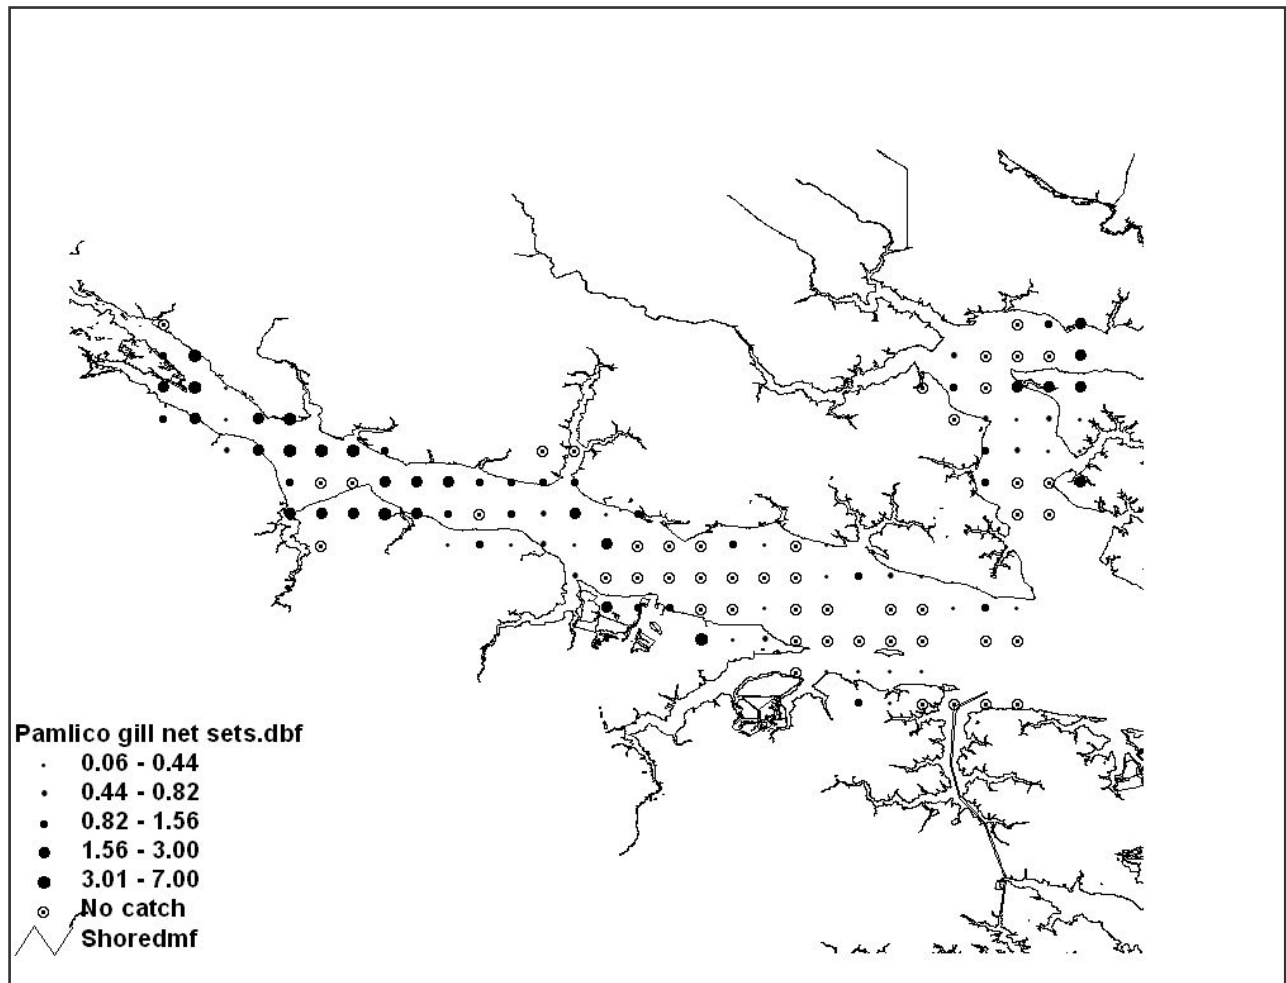 Pamlico gill net sets.dbf
0.06 - 0.44
0.44 - 0.82
0.82 - 1.56
1.56 - 3.00
3.01 - 7.00
No catch
Shoredmf